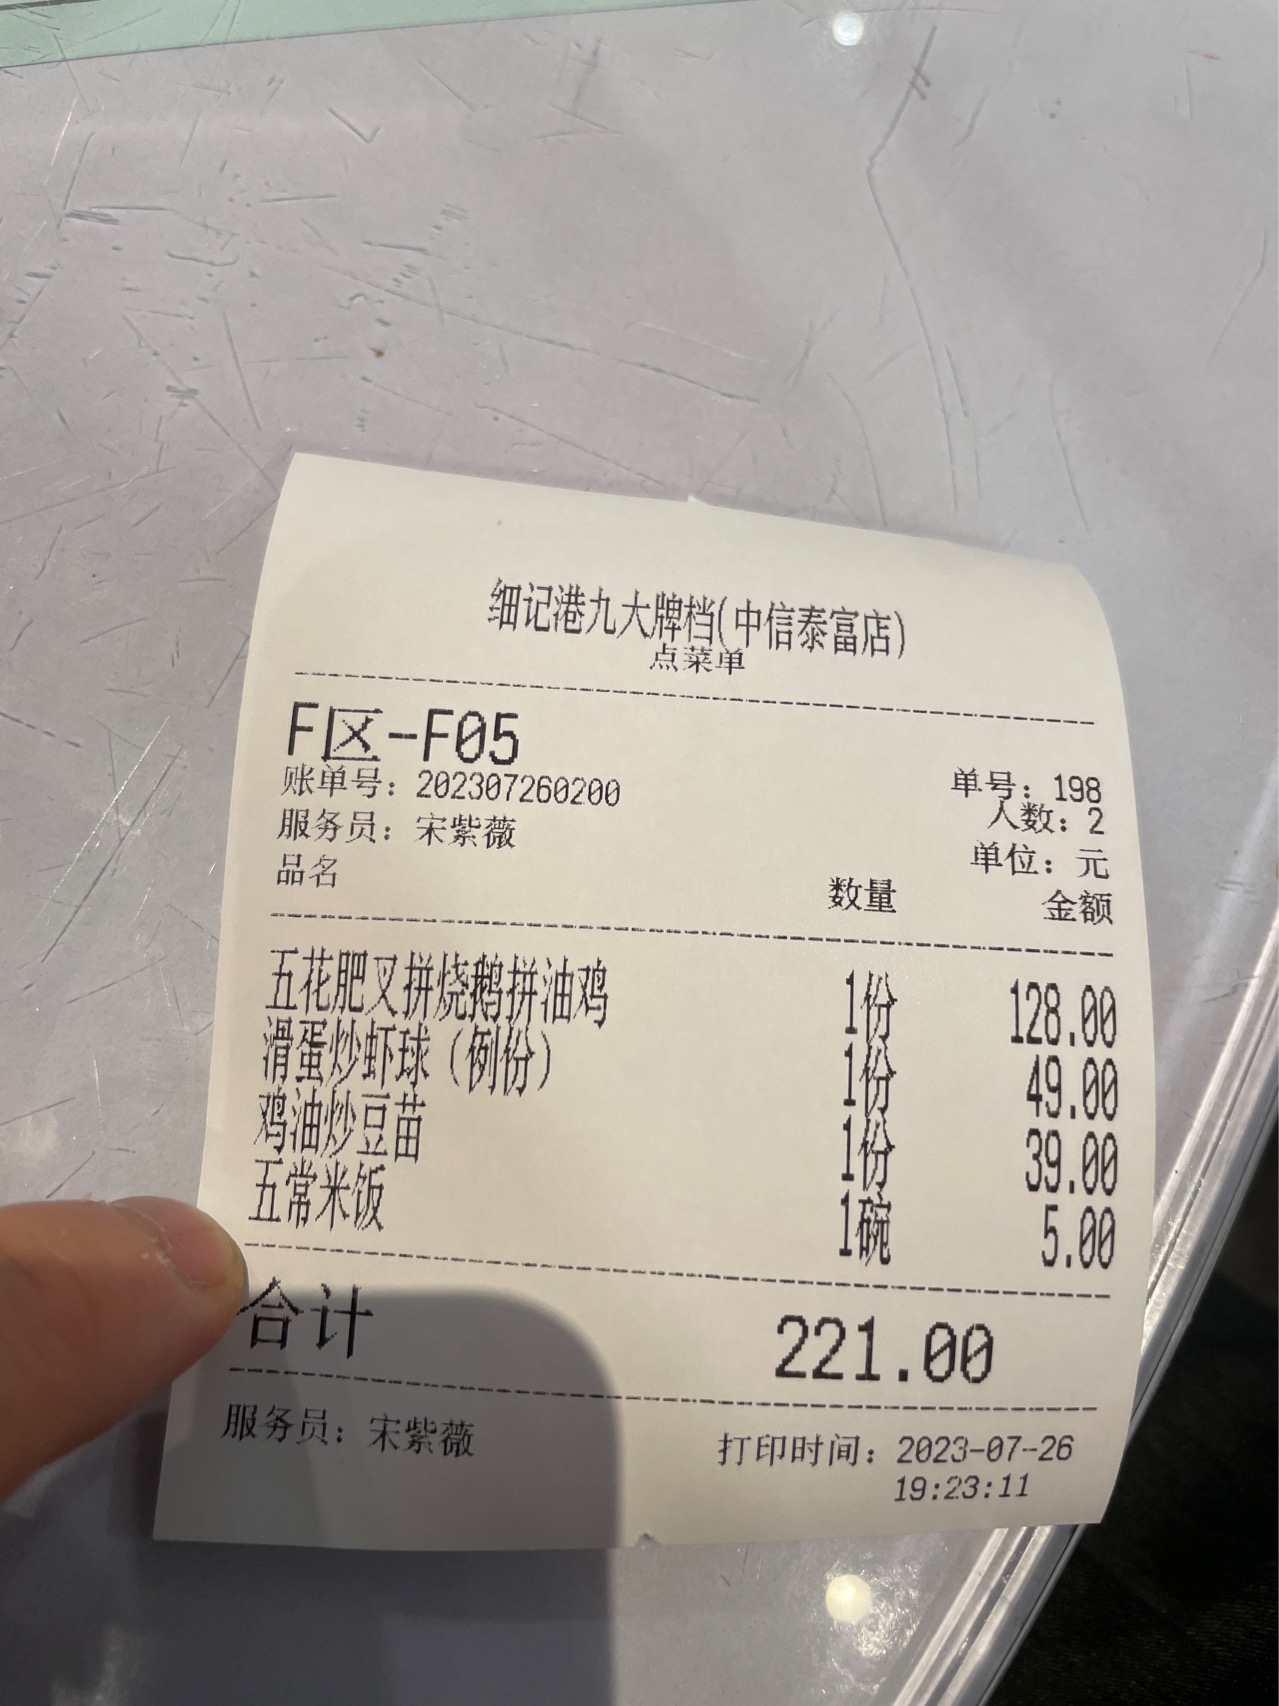 细记港九大牌档(中信泰富店)
点菜单
F区-F05
账单号：202307260200 单号：198
人数：2
服务员：宋紫薇 单位：元
品名 数量 金额
五花肥叉拼烧鹅拼油鸡 1份 128.00
滑蛋炒虾球（例份） 1份 49.00
鸡油炒豆苗 1份 39.00
五常米饭 1碗 5.00
合计 221.00
服务员：宋紫薇 打印时间：2023-07-26
19:23:11